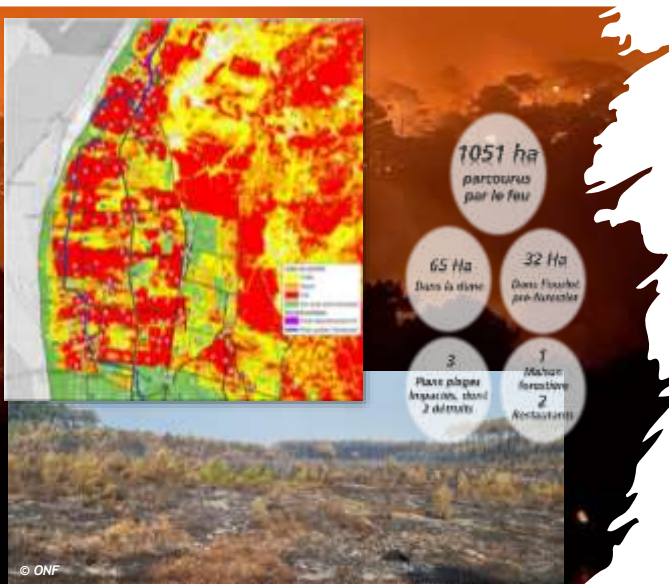 1051 ha
parcourus
par le feu
65 Ha
Dans la dune
32 Ha
Dans l'ourlet
pré-forestier
3
Plans plages
impactés, dont
2 détruits
1
Maison
forestière
2
Restaurants
© ONF